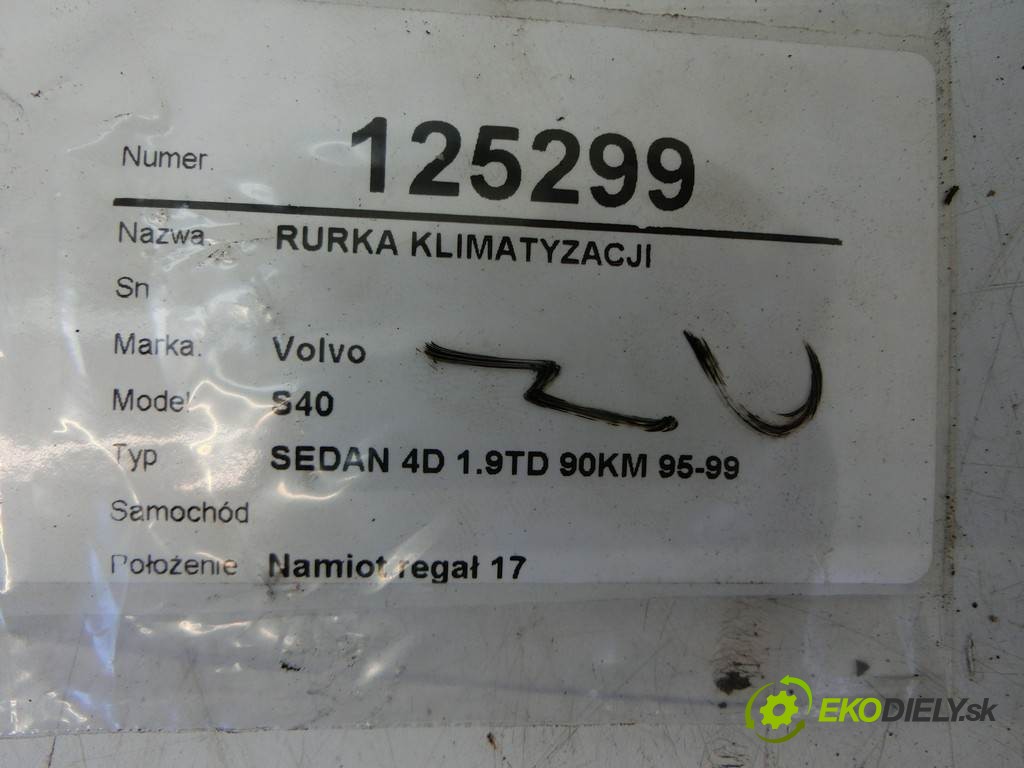 Numer. 125299
Nazwa. RURKA KLIMATYZACJI
Sn
Marka. Volvo
Model S40
Typ SEDAN 4D 1.9TD 90KM 95-99
Samochód
Położenie Namiot regał 17
EKODIELY.sk